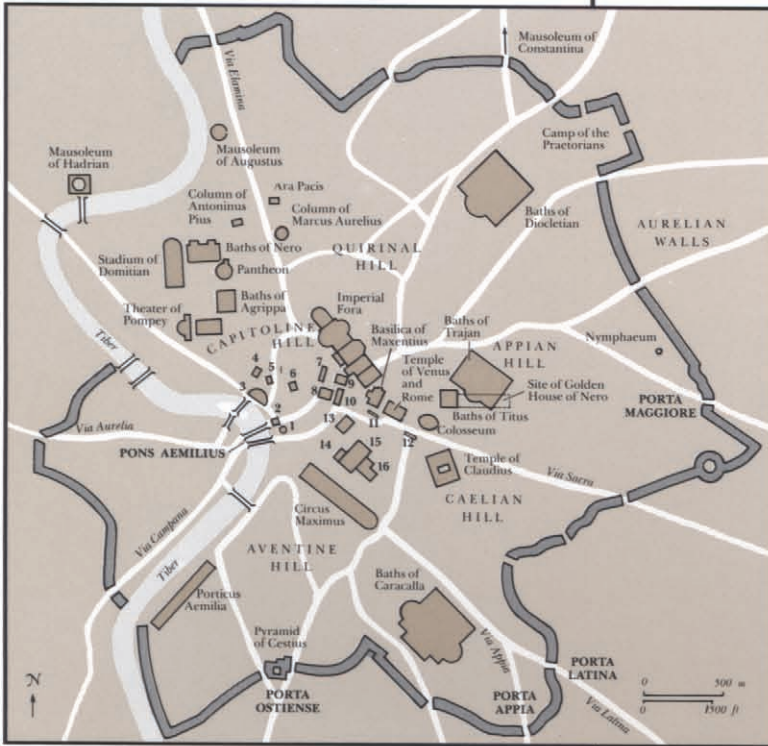 Mausoleum of
Constantina
Via Flaminia
Camp of the
Praetorians
Mausoleum
of Augustus
Mausoleum
of Hadrian
Ara Pacis
Column of
Antoninus
Pius
Column of
Marcus Aurelius
Baths of
Diocletian
AURELIAN
WALLS
Stadium of
Domitian
Baths of Nero
Pantheon
QUIRINAL
HILL
Baths of
Agrippa
Imperial
Fora
Theater of
Pompey
CAPITOLINE
HILL
Basilica of
Maxentius
Baths of
Trajan
APPIAN
HILL
Nymphaeum
Tiber
Temple
of Venus
and
Rome
Site of Golden
House of Nero
PORTA
MAGGIORE
Baths of Titus
Colosseum
4
5
6
7
3
8
9
10
11
12
2
1
13
14
15
16
Via Aurelia
PONS AEMILIUS
Temple of
Claudius
Via Sacra
CAELIAN
HILL
Circus
Maximus
Via Campana
AVENTINE
HILL
Tiber
Porticus
Aemilia
Baths of
Caracalla
Pyramid
of Cestius
PORTA
OSTIENSE
Via Appia
PORTA
LATINA
PORTA
APPIA
Via Latina
N
0 500 m
0 1500 ft